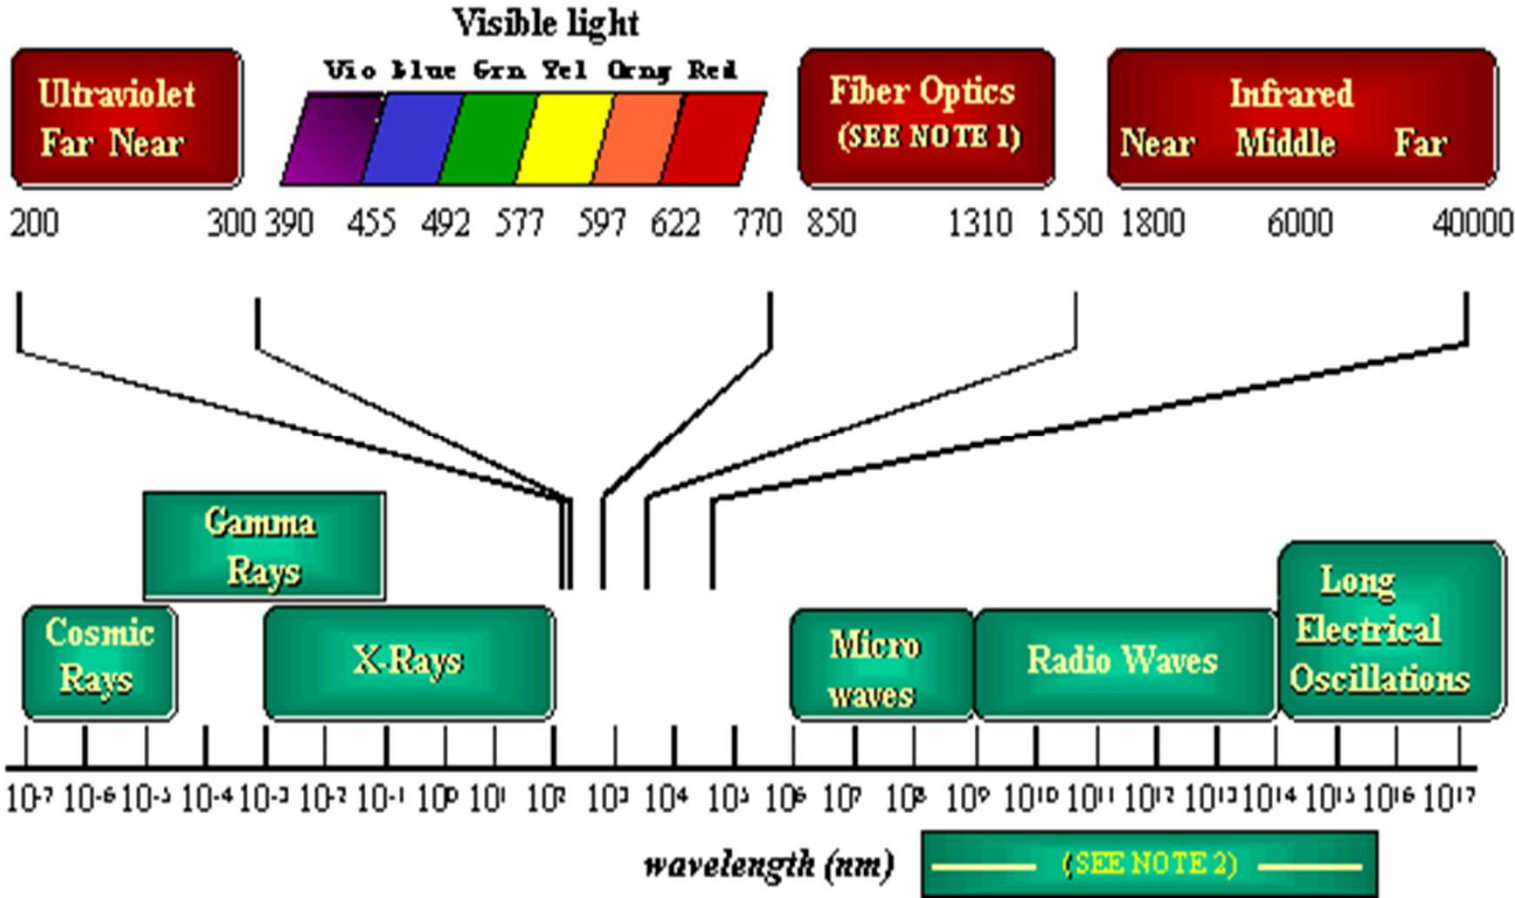 Visible light
Vio Blue Grn Yel Orng Red
Ultraviolet
Far Near
Fiber Optics
(SEE NOTE 1)
Infrared
Near Middle Far
200 300 390 455 492 577 597 622 770 850 1310 1550 1800 6000 40000
Gamma
Rays
Cosmic
Rays
X-Rays
Micro
waves
Radio Waves
Long
Electrical
Oscillations
10⁻⁷ 10⁻⁶ 10⁻⁵ 10⁻⁴ 10⁻³ 10⁻² 10⁻¹ 10⁰ 10¹ 10² 10³ 10⁴ 10⁵ 10⁶ 10⁷ 10⁸ 10⁹ 10¹⁰ 10¹¹ 10¹² 10¹³ 10¹⁴ 10¹⁵ 10¹⁶ 10¹⁷
wavelength (nm)
(SEE NOTE 2)